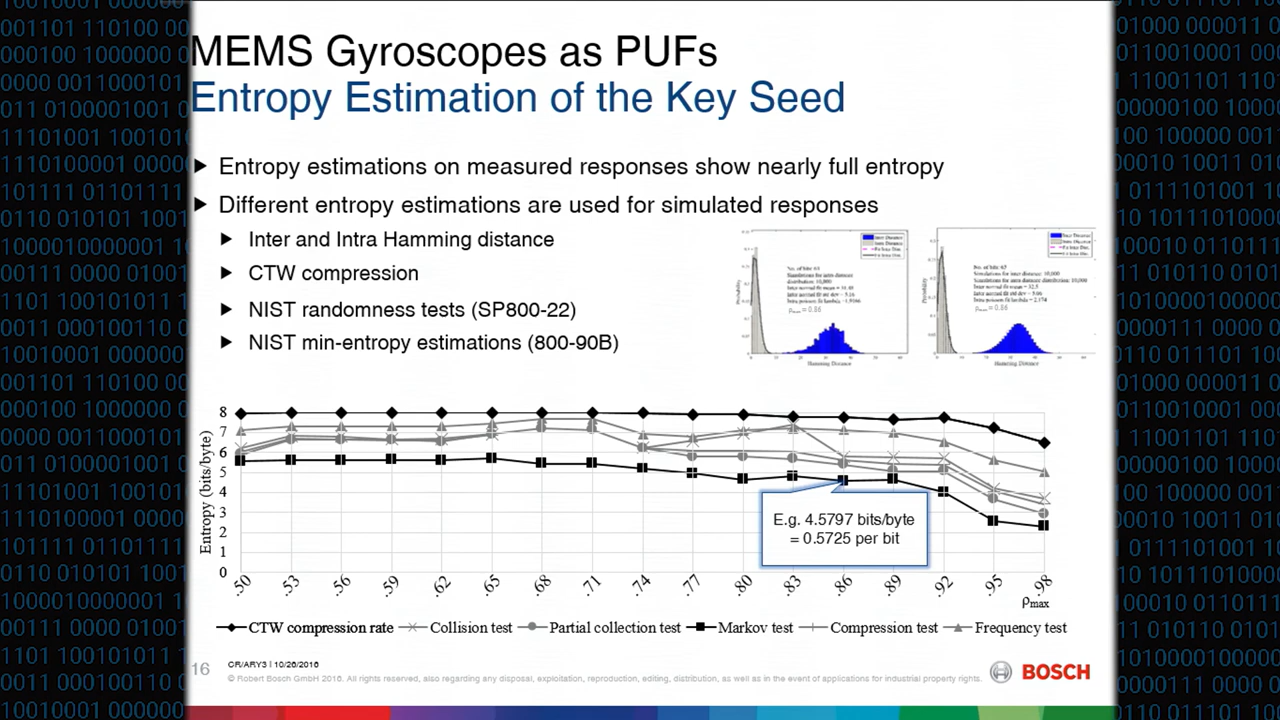 MEMS Gyroscopes as PUFs
Entropy Estimation of the Key Seed
Entropy estimations on measured responses show nearly full entropy
Different entropy estimations are used for simulated responses
Inter and Intra Hamming distance
CTW compression
NIST randomness tests (SP800-22)
NIST min-entropy estimations (800-90B)
Hamming Distance
Hamming Distance
Entropy (bits/byte)
8
7
6
5
4
3
2
1
0
.50 .53 .56 .59 .62 .65 .68 .71 .74 .77 .80 .83 .86 .89 .92 .95 .98
ρmax
E.g. 4.5797 bits/byte
= 0.5725 per bit
CTW compression rate Collision test Partial collection test Markov test Compression test Frequency test
16
CR/ARY3 | 10/26/2016
© Robert Bosch GmbH 2016. All rights reserved, also regarding any disposal, exploitation, reproduction, editing, distribution, as well as in the event of applications for industrial property rights.
BOSCH